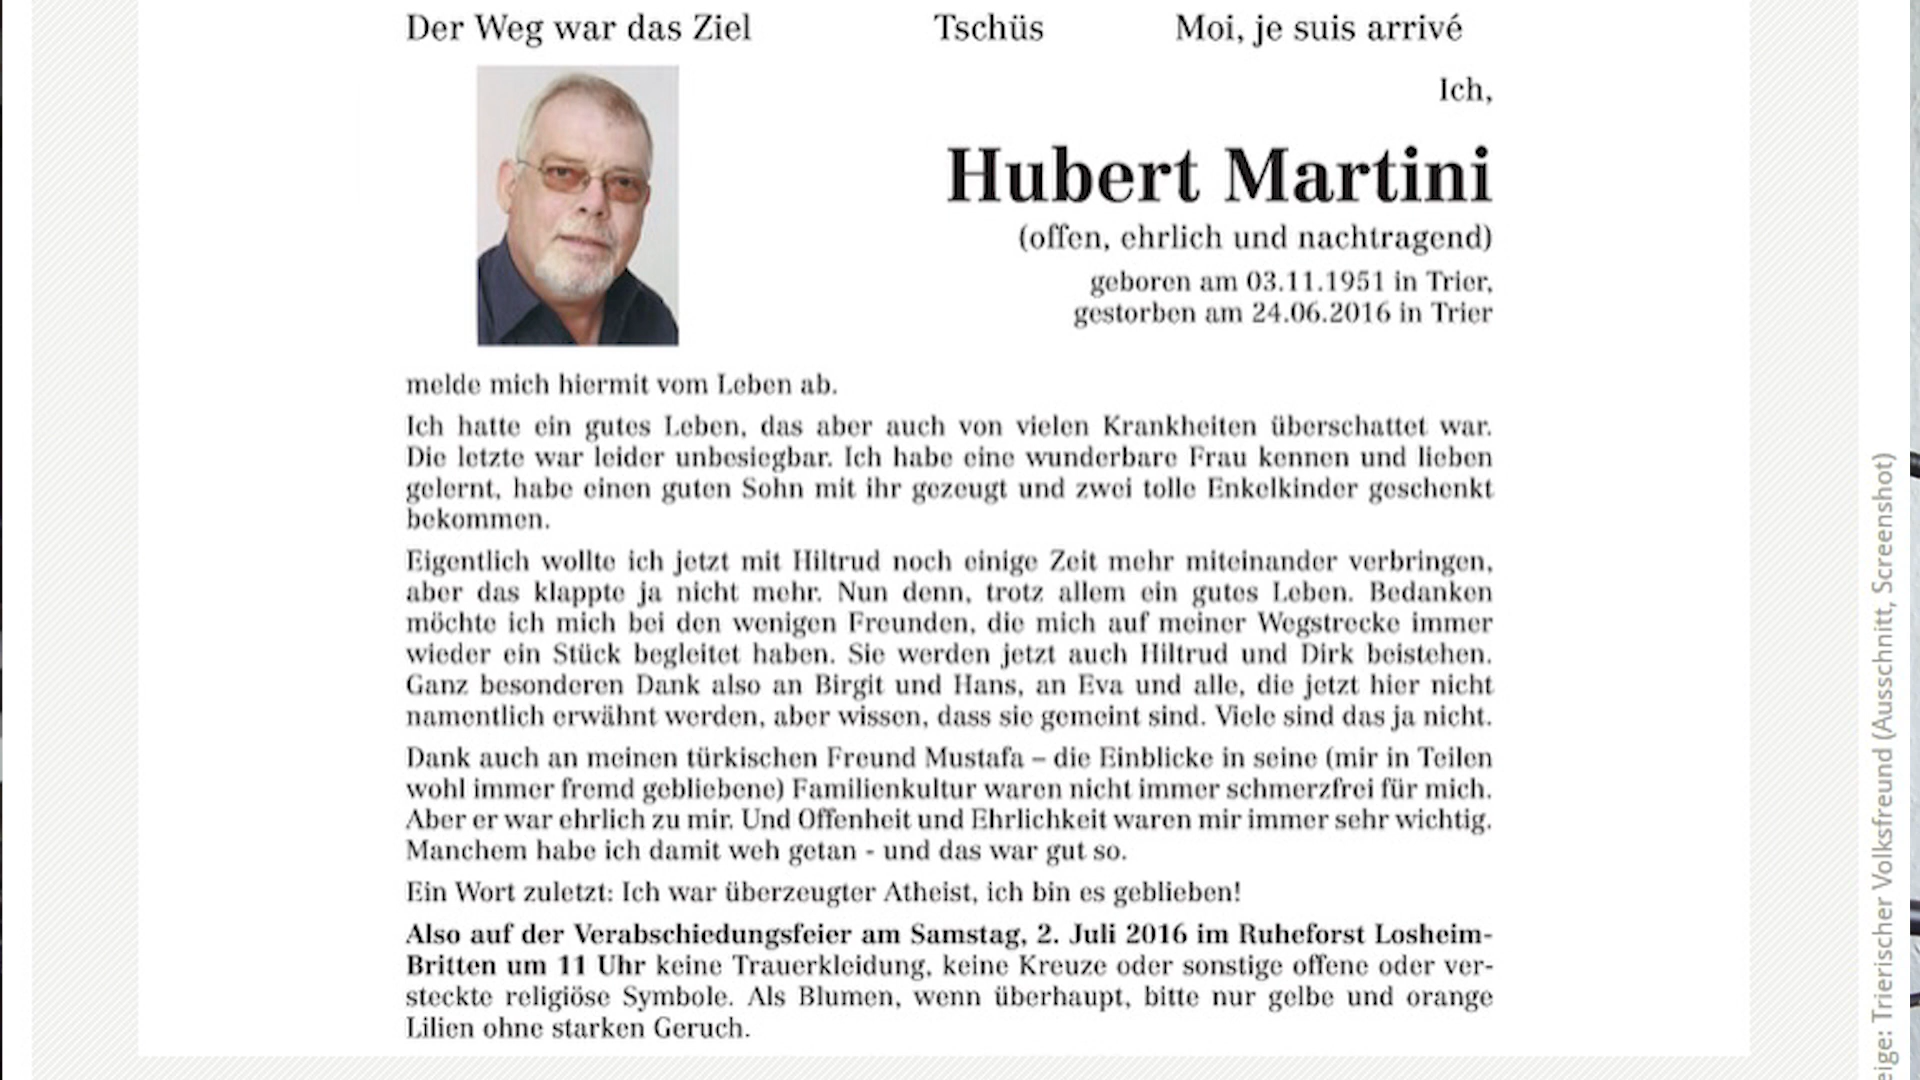 Der Weg war das Ziel Tschüs Moi, je suis arrivé
Ich,
Hubert Martini
(offen, ehrlich und nachtragend)
geboren am 03.11.1951 in Trier,
gestorben am 24.06.2016 in Trier
melde mich hiermit vom Leben ab.
Ich hatte ein gutes Leben, das aber auch von vielen Krankheiten überschattet war.
Die letzte war leider unbesiegbar. Ich habe eine wunderbare Frau kennen und lieben
gelernt, habe einen guten Sohn mit ihr gezeugt und zwei tolle Enkelkinder geschenkt
bekommen.
Eigentlich wollte ich jetzt mit Hiltrud noch einige Zeit mehr miteinander verbringen,
aber das klappte ja nicht mehr. Nun denn, trotz allem ein gutes Leben. Bedanken
möchte ich mich bei den wenigen Freunden, die mich auf meiner Wegstrecke immer
wieder ein Stück begleitet haben. Sie werden jetzt auch Hiltrud und Dirk beistehen.
Ganz besonderen Dank also an Birgit und Hans, an Eva und alle, die jetzt hier nicht
namentlich erwähnt werden, aber wissen, dass sie gemeint sind. Viele sind das ja nicht.
Dank auch an meinen türkischen Freund Mustafa – die Einblicke in seine (mir in Teilen
wohl immer fremd gebliebene) Familienkultur waren nicht immer schmerzfrei für mich.
Aber er war ehrlich zu mir. Und Offenheit und Ehrlichkeit waren mir immer sehr wichtig.
Manchem habe ich damit weh getan - und das war gut so.
Ein Wort zuletzt: Ich war überzeugter Atheist, ich bin es geblieben!
Also auf der Verabschiedungsfeier am Samstag, 2. Juli 2016 im Ruheforst Losheim-
Britten um 11 Uhr keine Trauerkleidung, keine Kreuze oder sonstige offene oder ver-
steckte religiöse Symbole. Als Blumen, wenn überhaupt, bitte nur gelbe und orange
Lilien ohne starken Geruch.
eige: Trierischer Volksfreund (Ausschnitt, Screenshot)